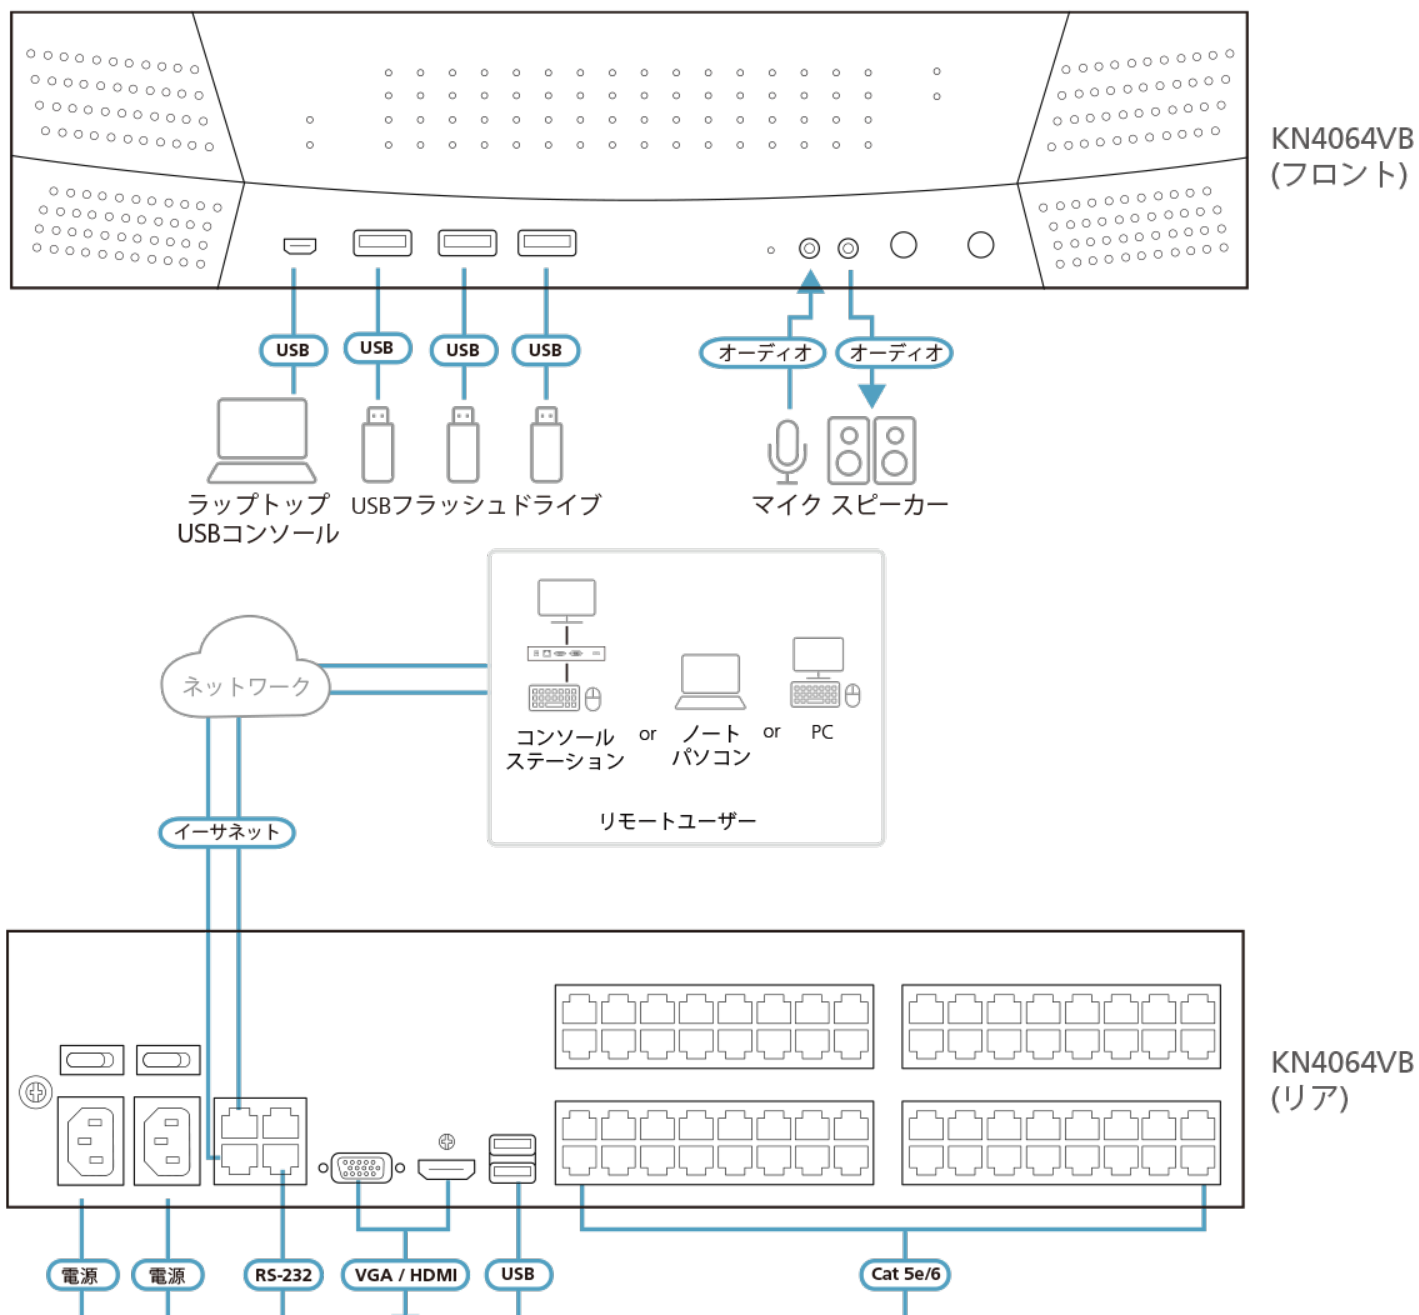 KN4064VB
(フロント)
USB
USB
USB
USB
オーディオ
オーディオ
ラップトップ
USBコンソール
USBフラッシュドライブ
マイク
スピーカー
ネットワーク
コンソール
ステーション
or
ノート
パソコン
or
PC
リモートユーザー
イーサネット
KN4064VB
(リア)
電源
電源
RS-232
VGA / HDMI
USB
Cat 5e/6